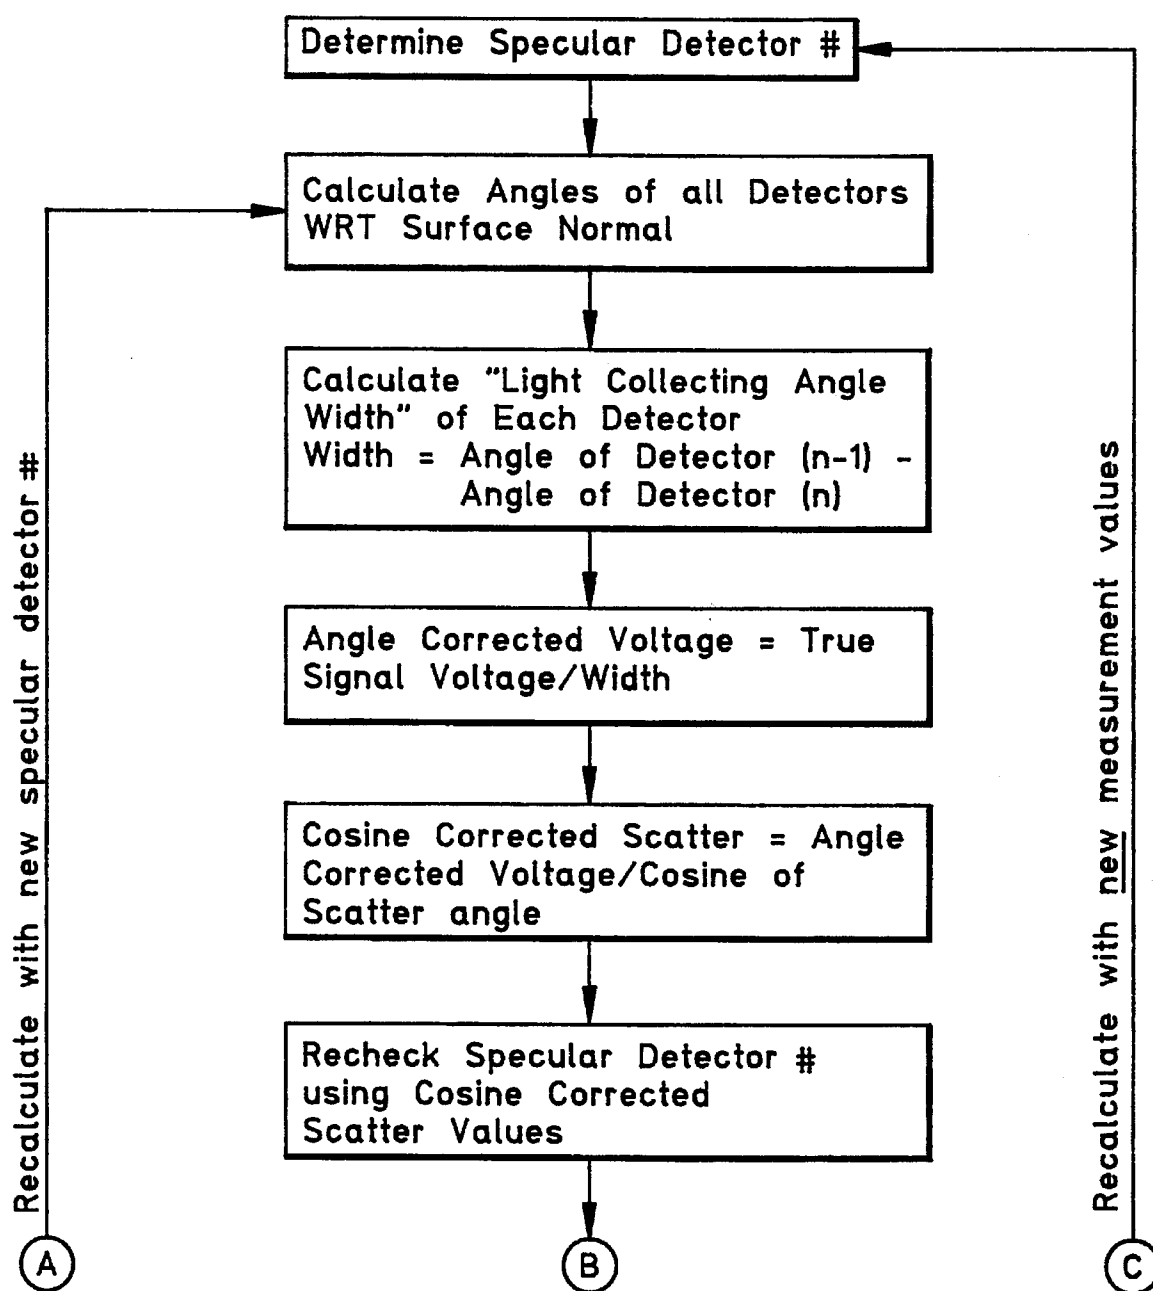 Determine Specular Detector #
Calculate Angles of all Detectors
WRT Surface Normal
Calculate "Light Collecting Angle
Width" of Each Detector
Width = Angle of Detector (n-1) -
Angle of Detector (n)
Angle Corrected Voltage = True
Signal Voltage/Width
Cosine Corrected Scatter = Angle
Corrected Voltage/Cosine of
Scatter angle
Recheck Specular Detector #
using Cosine Corrected
Scatter Values
Recalculate with new specular detector #
Recalculate with new measurement values
A
B
C